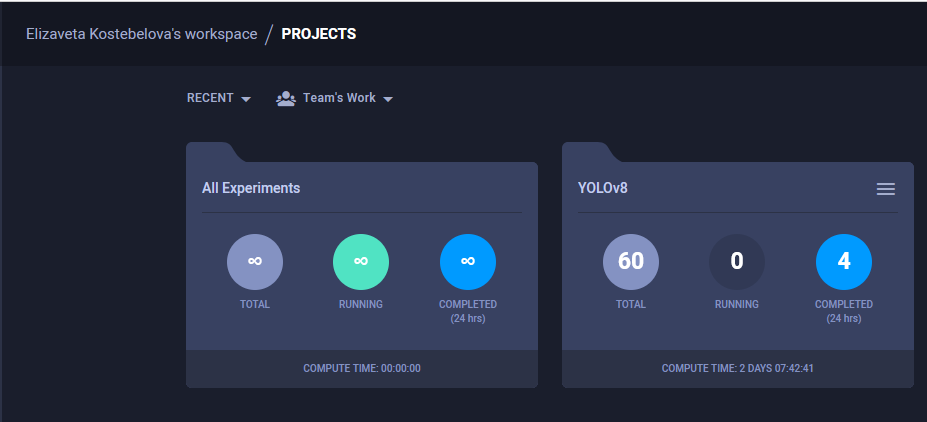 Elizaveta Kostebelova's workspace / PROJECTS
RECENT Team's Work
All Experiments
∞ ∞ ∞
TOTAL RUNNING COMPLETED
(24 hrs)
COMPUTE TIME: 00:00:00
YOLOv8
60 0 4
TOTAL RUNNING COMPLETED
(24 hrs)
COMPUTE TIME: 2 DAYS 07:42:41